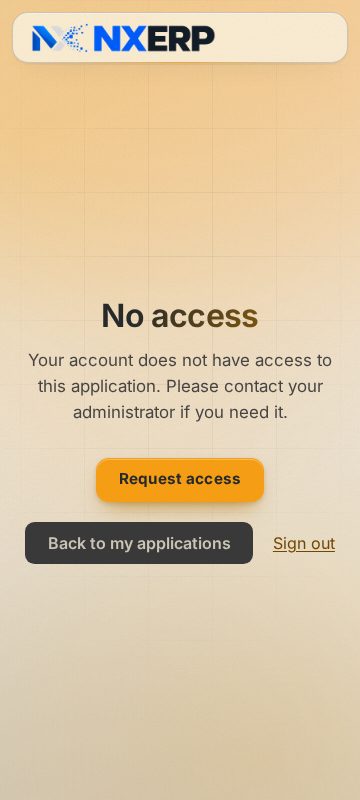 NXERP
No access
Your account does not have access to
this application. Please contact your
administrator if you need it.
Request access
Back to my applications
Sign out